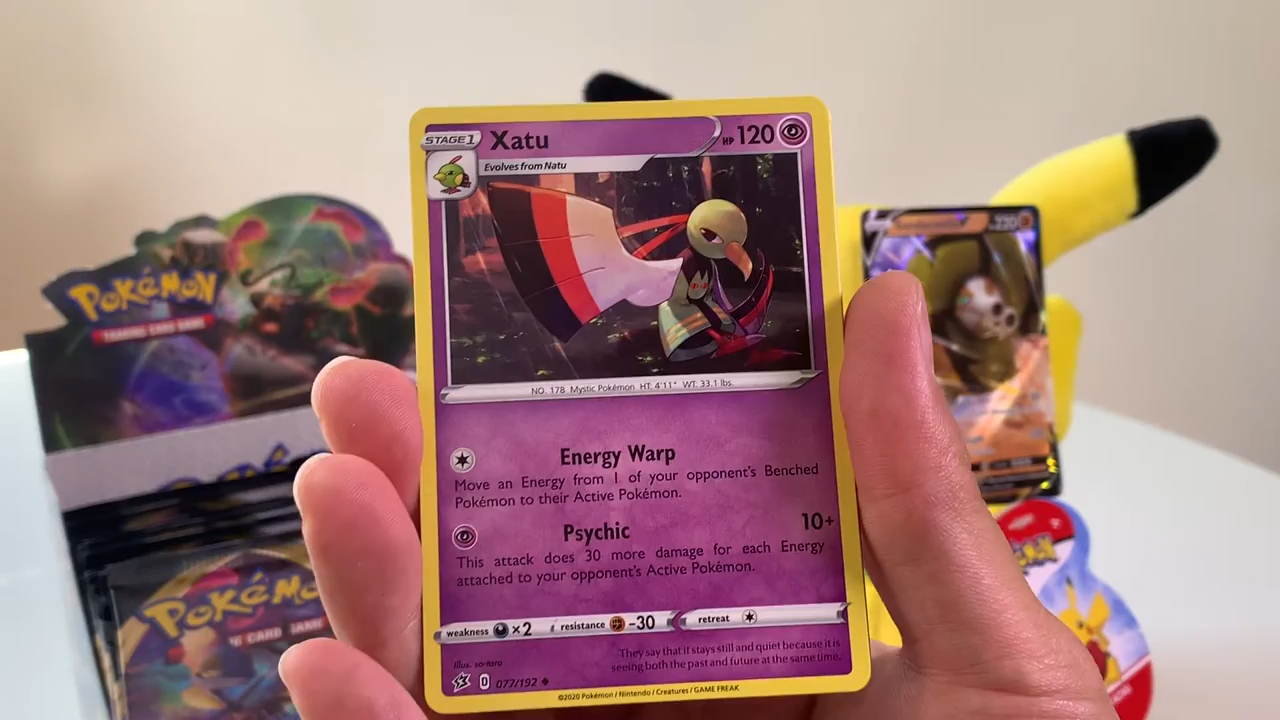 STAGE 1 Xatu HP 120
Evolves from Natu
NO. 178 Mystic Pokémon HT: 4'11" WT: 33.1 lbs.
Energy Warp
Move an Energy from 1 of your opponent's Benched
Pokémon to their Active Pokémon.
Psychic 10+
This attack does 30 more damage for each Energy
attached to your opponent's Active Pokémon.
weakness ×2 resistance -30 retreat
They say that it stays still and quiet because it is
seeing both the past and future at the same time.
Illus. so-taro
D 077/192
©2020 Pokémon / Nintendo / Creatures / GAME FREAK
POKéMON
TRADING CARD GAME
POKéMO
CARD
220